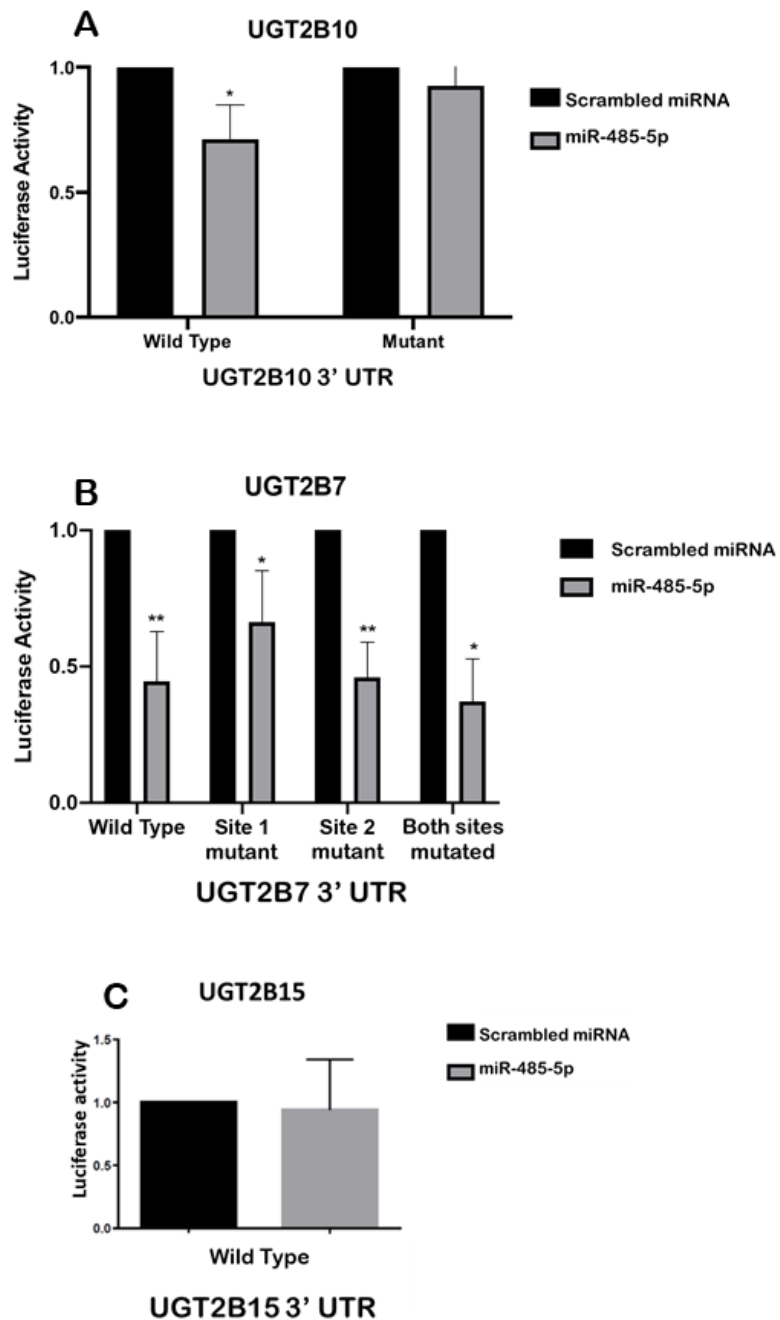 A
UGT2B10
Luciferase Activity
1.0
0.5
0.0
*
Wild Type
Mutant
UGT2B10 3’ UTR
Scrambled miRNA
miR-485-5p
B
UGT2B7
Luciferase Activity
1.0
0.5
0.0
**
*
**
*
Wild Type
Site 1
mutant
Site 2
mutant
Both sites
mutated
UGT2B7 3’ UTR
Scrambled miRNA
miR-485-5p
C
UGT2B15
Luciferase activity
1.5
1.0
0.5
0.0
Wild Type
UGT2B15 3’ UTR
Scrambled miRNA
miR-485-5p